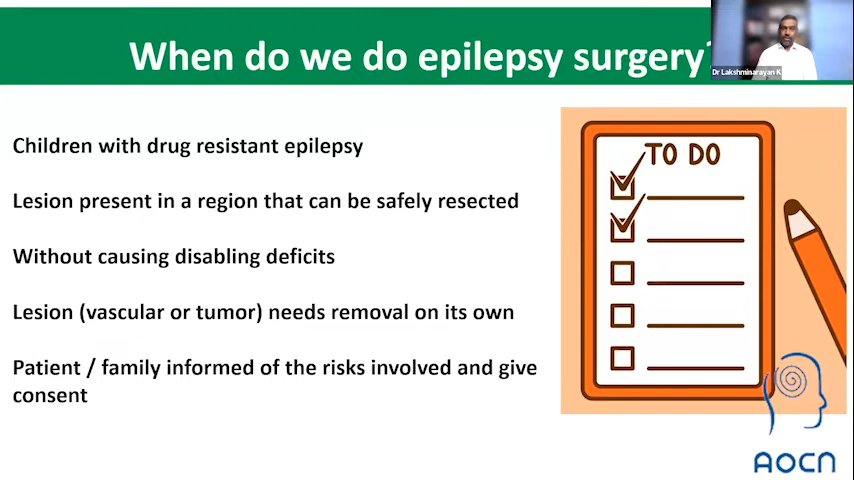 When do we do epilepsy surgery?
Dr Lakshminarayan K
Children with drug resistant epilepsy
Lesion present in a region that can be safely resected
Without causing disabling deficits
Lesion (vascular or tumor) needs removal on its own
Patient / family informed of the risks involved and give
consent
TO DO
AOCN